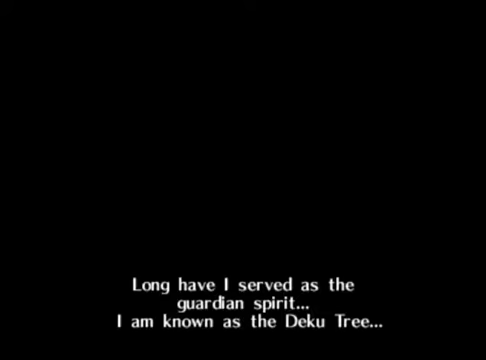 Long have I served as the
guardian spirit...
I am known as the Deku Tree...